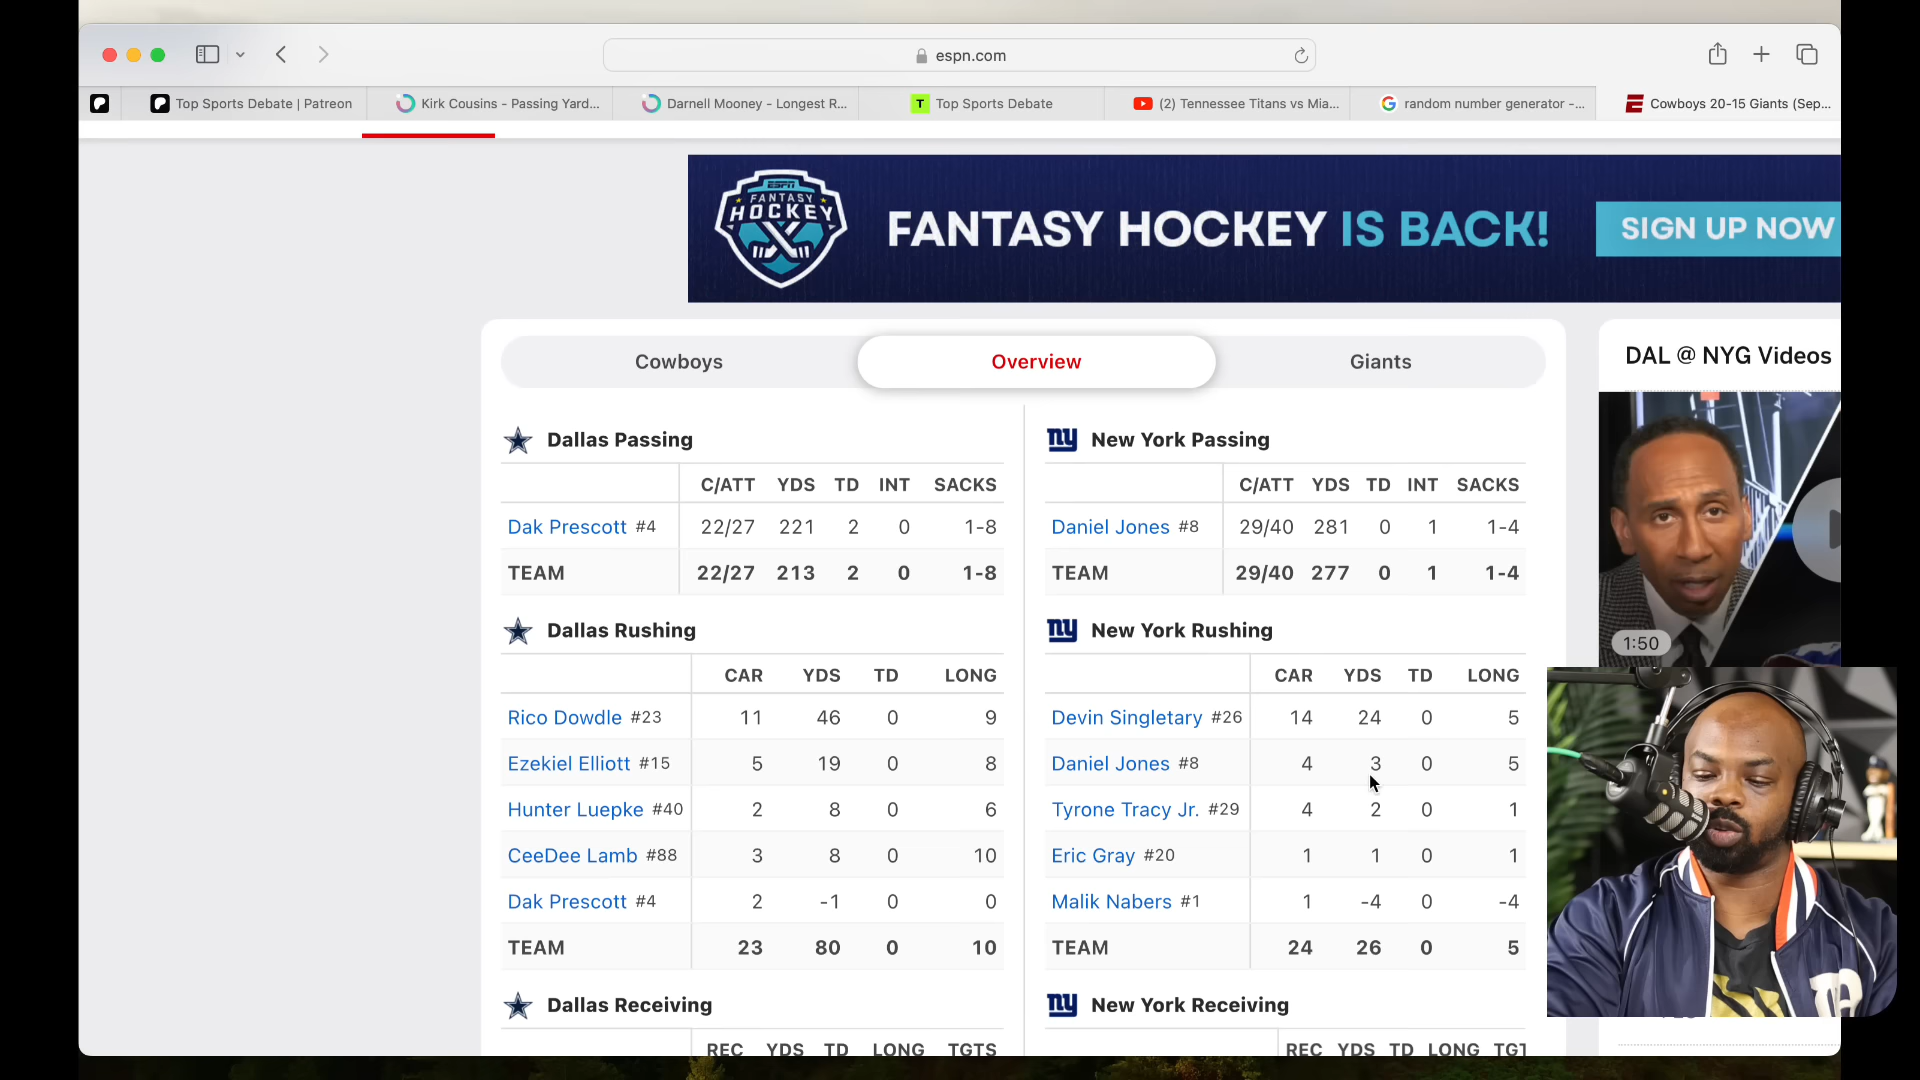 espn.com
Top Sports Debate | Patreon
Kirk Cousins - Passing Yard...
Darnell Mooney - Longest R...
T Top Sports Debate
(2) Tennessee Titans vs Mia...
random number generator -...
Cowboys 20-15 Giants (Sep...
ESPN
FANTASY
HOCKEY
FANTASY HOCKEY IS BACK!
SIGN UP NOW
Cowboys
Overview
Giants
DAL @ NYG Videos
1:50
Dallas Passing
C/ATT YDS TD INT SACKS
Dak Prescott #4 22/27 221 2 0 1-8
TEAM 22/27 213 2 0 1-8
ny New York Passing
C/ATT YDS TD INT SACKS
Daniel Jones #8 29/40 281 0 1 1-4
TEAM 29/40 277 0 1 1-4
Dallas Rushing
CAR YDS TD LONG
Rico Dowdle #23 11 46 0 9
Ezekiel Elliott #15 5 19 0 8
Hunter Luepke #40 2 8 0 6
CeeDee Lamb #88 3 8 0 10
Dak Prescott #4 2 -1 0 0
TEAM 23 80 0 10
ny New York Rushing
CAR YDS TD LONG
Devin Singletary #26 14 24 0 5
Daniel Jones #8 4 3 0 5
Tyrone Tracy Jr. #29 4 2 0 1
Eric Gray #20 1 1 0 1
Malik Nabers #1 1 -4 0 -4
TEAM 24 26 0 5
Dallas Receiving
REC YDS TD LONG TGTS
ny New York Receiving
REC YDS TD LONG